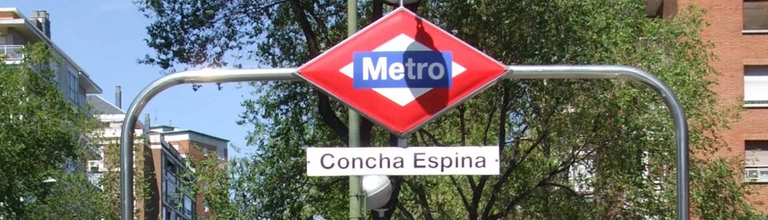 Metro
Concha Espina